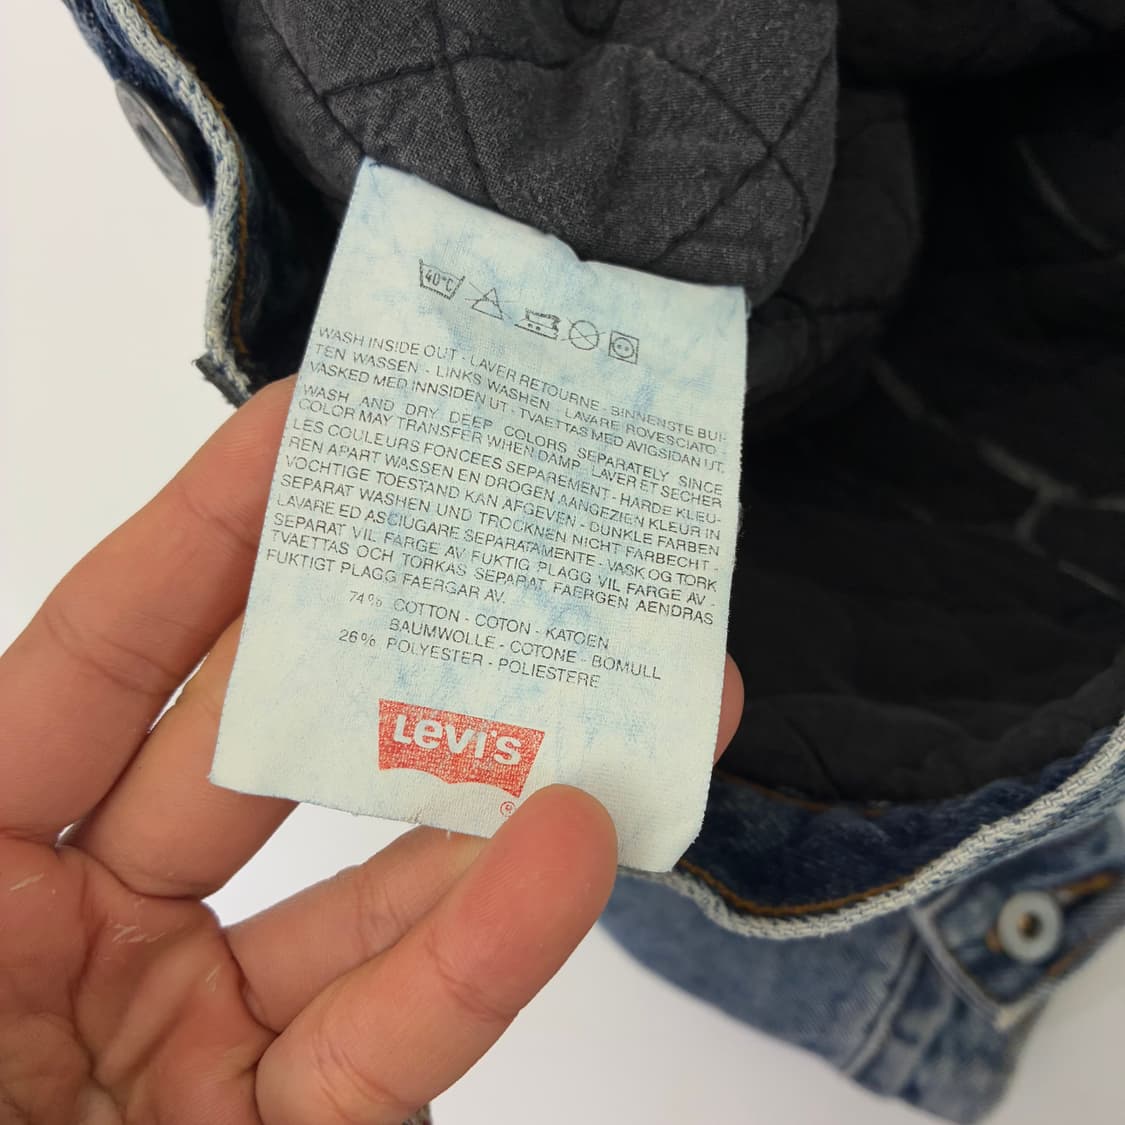 40°C
WASH INSIDE OUT - LAVER RETOURNE - BINNENSTE BUI-
TEN WASSEN - LINKS WASHEN - LAVARE ROVESCIATO
VASKED MED INNSIDEN UT - TVAETTAS MED AVIGSIDAN UT.
WASH AND DRY DEEP COLORS SEPARATELY SINCE
COLOR MAY TRANSFER WHEN DAMP - LAVER ET SECHER
LES COULEURS FONCEES SEPAREMENT - HARDE KLEU-
REN APART WASSEN EN DROGEN AANGEZIEN KLEUR IN
VOCHTIGE TOESTAND KAN AFGEVEN - DUNKLE FARBEN
SEPARAT WASHEN UND TROCKNEN NICHT FARBECHT -
LAVARE ED ASCIUGARE SEPARATAMENTE - VASK OG TORK
SEPARAT VIL FARGE AV FUKTIG PLAGG VIL FARGE AV -
TVAETTAS OCH TORKAS SEPARAT FAERGEN AENDRAS
FUKTIGT PLAGG FAERGAR AV.
74% COTTON - COTON - KATOEN
BAUMWOLLE - COTONE - BOMULL
26% POLYESTER - POLIESTERE
LEVI'S
®